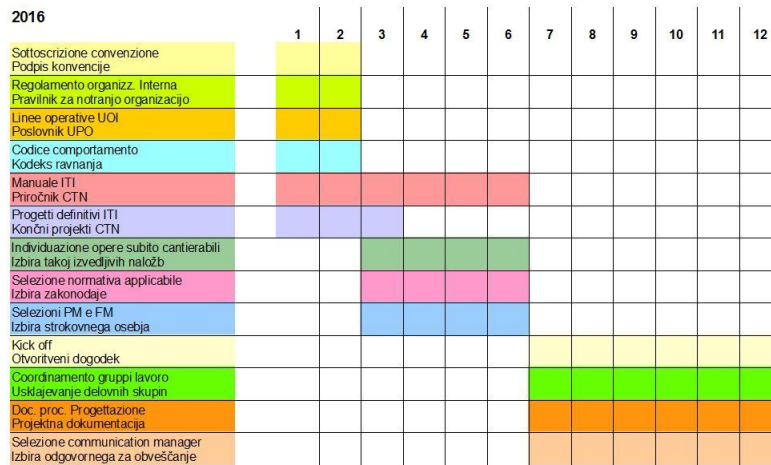 2016
1 2 3 4 5 6 7 8 9 10 11 12
Sottoscrizione convenzione
Podpis konvencije
Regolamento organizz. Interna
Pravilnik za notranjo organizacijo
Linee operative UOI
Poslovnik UPO
Codice comportamento
Kodeks ravnanja
Manuale ITI
Priročnik CTN
Progetti definitivi ITI
Končni projekti CTN
Individuazione opere subito cantierabili
Izbira takoj izvedljivih naložb
Selezione normativa applicabile
Izbira zakonodaje
Selezioni PM e FM
Izbira strokovnega osebja
Kick off
Otvoritveni dogodek
Coordinamento gruppi lavoro
Usklajevanje delovnih skupin
Doc. proc. Progettazione
Projektna dokumentacija
Selezione communication manager
Izbira odgovornega za obveščanje